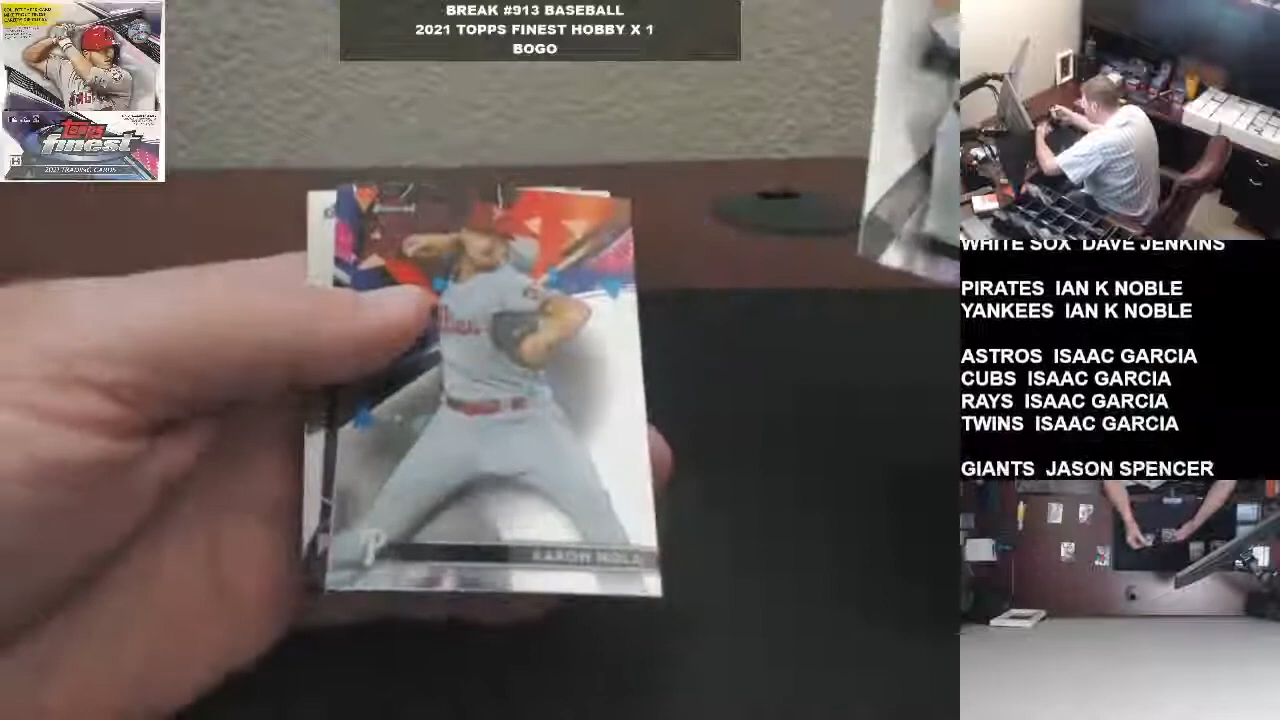 BREAK #913 BASEBALL
2021 TOPPS FINEST HOBBY X 1
BOGO
topps
finest
2021 TRADING CARDS
WHITE SOX DAVE JENKINS
PIRATES IAN K NOBLE
YANKEES IAN K NOBLE
ASTROS ISAAC GARCIA
CUBS ISAAC GARCIA
RAYS ISAAC GARCIA
TWINS ISAAC GARCIA
GIANTS JASON SPENCER
P
AARON NOLA